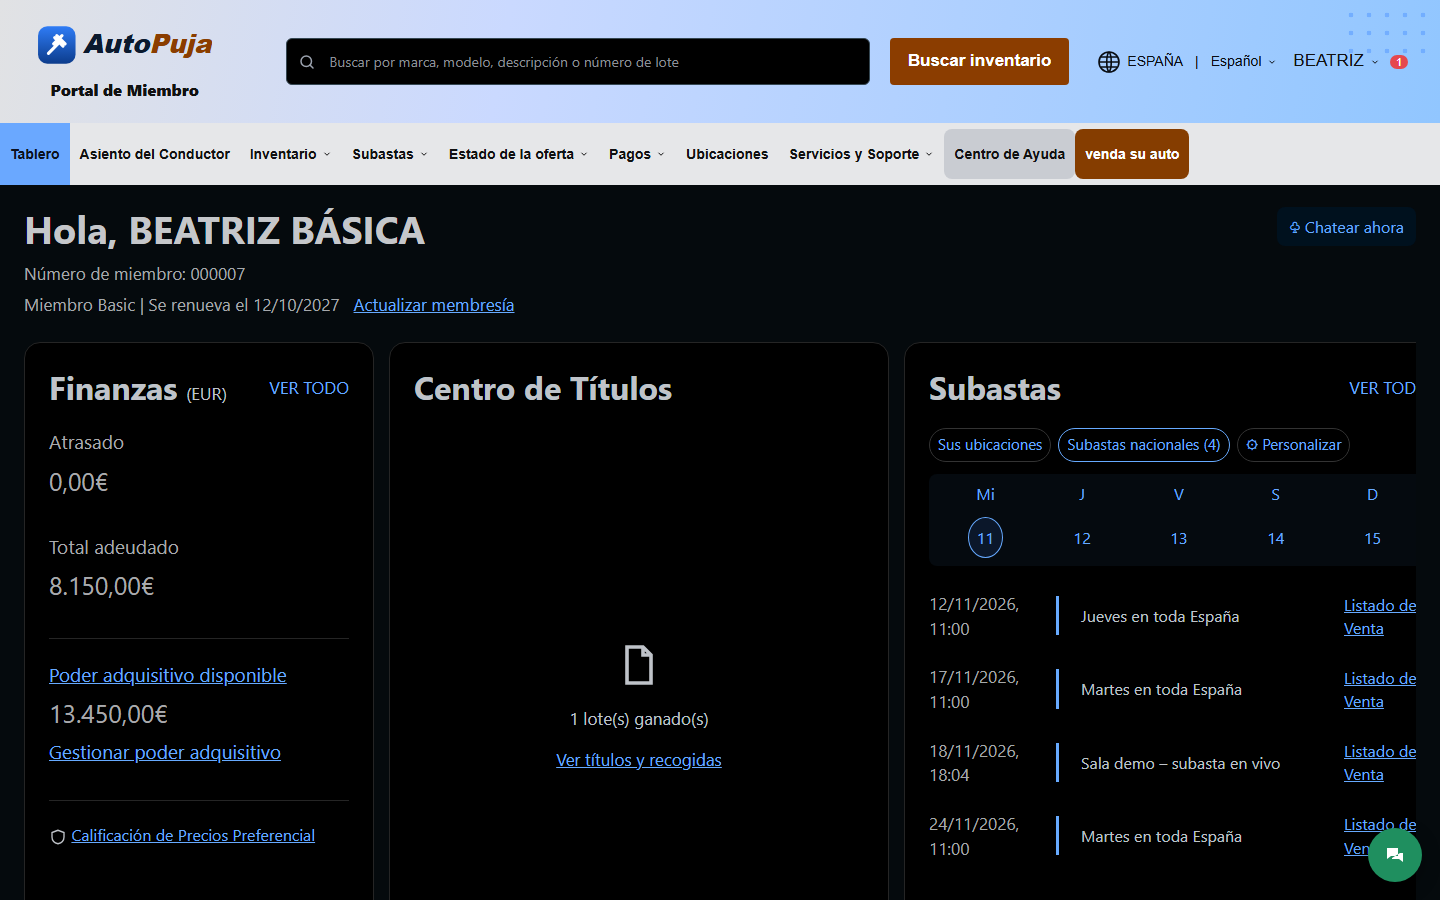 AutoPuja
Portal de Miembro
Buscar por marca, modelo, descripción o número de lote
Buscar inventario
ESPAÑA | Español
BEATRIZ
1
Tablero
Asiento del Conductor
Inventario
Subastas
Estado de la oferta
Pagos
Ubicaciones
Servicios y Soporte
Centro de Ayuda
venda su auto
Hola, BEATRIZ BÁSICA
Chatear ahora
Número de miembro: 000007
Miembro Basic | Se renueva el 12/10/2027 Actualizar membresía
Finanzas (EUR)
VER TODO
Atrasado
0,00€
Total adeudado
8.150,00€
Poder adquisitivo disponible
13.450,00€
Gestionar poder adquisitivo
Calificación de Precios Preferencial
Centro de Títulos
1 lote(s) ganado(s)
Ver títulos y recogidas
Subastas
VER TOD
Sus ubicaciones
Subastas nacionales (4)
Personalizar
Mi J V S D
11 12 13 14 15
12/11/2026,
11:00
Jueves en toda España
Listado de
Venta
17/11/2026,
11:00
Martes en toda España
Listado de
Venta
18/11/2026,
18:04
Sala demo – subasta en vivo
Listado de
Venta
24/11/2026,
11:00
Martes en toda España
Listado de
Ven